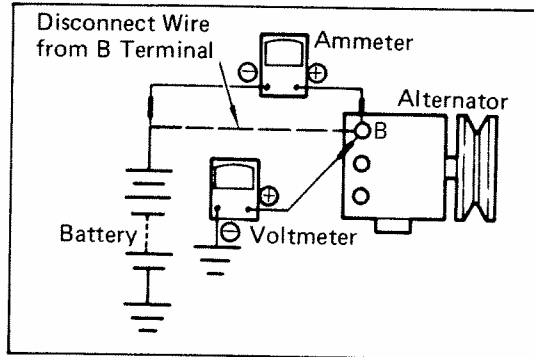 Disconnect Wire
from B Terminal
Ammeter
⊖
⊕
Alternator
B
⊕
Battery
⊖
Voltmeter